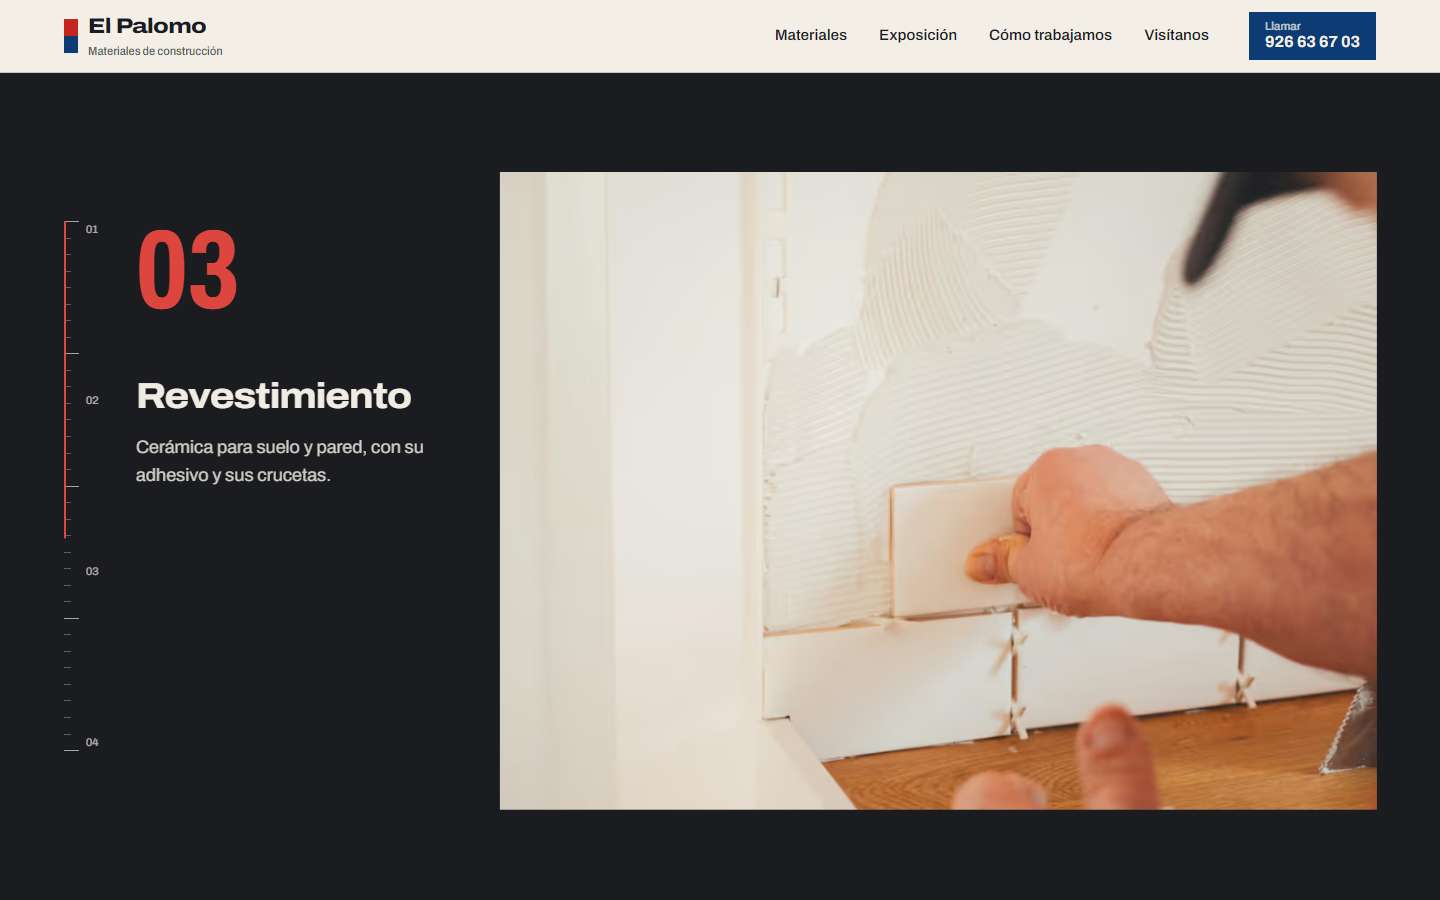 El Palomo
Materiales de construcción
Materiales
Exposición
Cómo trabajamos
Visítanos
Llamar
926 63 67 03
01
02
03
04
03
Revestimiento
Cerámica para suelo y pared, con su
adhesivo y sus crucetas.